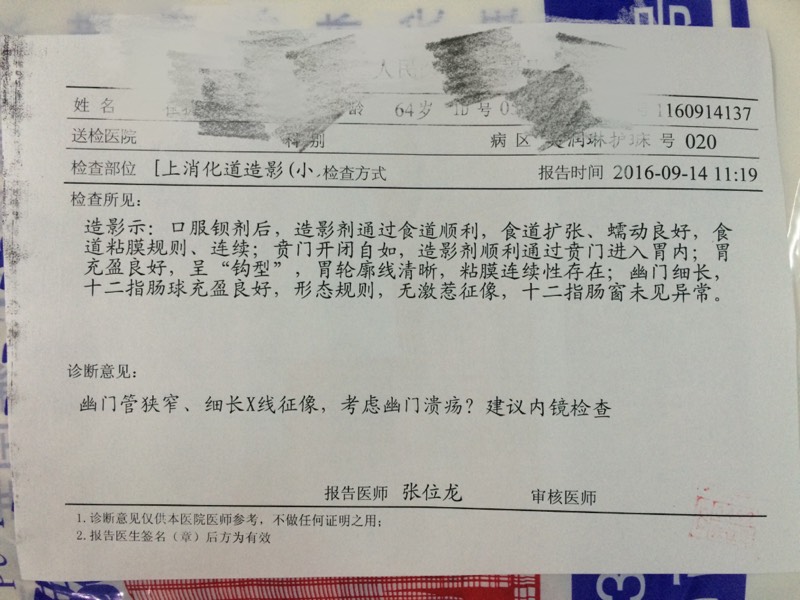 人民
姓名 龄 64岁 ID号 1160914137
送检医院 科别 病区 护 号 020
检查部位 [上消化道造影(小. 检查方式 报告时间 2016-09-14 11:19
检查所见:
造影示: 口服钡剂后, 造影剂通过食道顺利, 食道扩张、蠕动良好, 食
道粘膜规则、连续; 贲门开闭自如, 造影剂顺利通过贲门进入胃内; 胃
充盈良好, 呈“钩型”, 胃轮廓线清晰, 粘膜连续性存在; 幽门细长,
十二指肠球充盈良好, 形态规则, 无激惹征像, 十二指肠窗未见异常。
诊断意见:
幽门管狭窄、细长X线征像, 考虑幽门溃疡? 建议内镜检查
报告医师 张位龙 审核医师
1.诊断意见仅供本医院医师参考, 不做任何证明之用;
2.报告医生签名(章)后方为有效